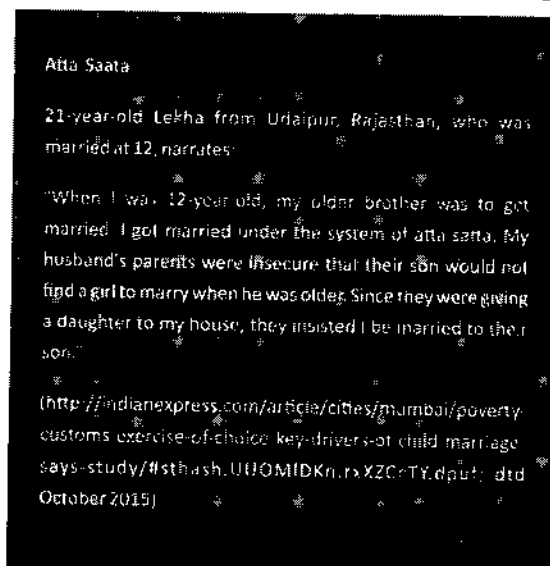 Atta Saata
21-year-old Lekha from Udaipur, Rajasthan, who was
married at 12, narrates:
"When I was 12-year old, my older brother was to get
married. I got married under the system of atta satta. My
husband's parents were insecure that their son would not
find a girl to marry when he was older. Since they were giving
a daughter to my house, they insisted I be married to their
son."
(http://indianexpress.com/article/cities/mumbai/poverty-
customs exercise-of-choice key-drivers-of child marriage
says-study/ dtd
October 2015)